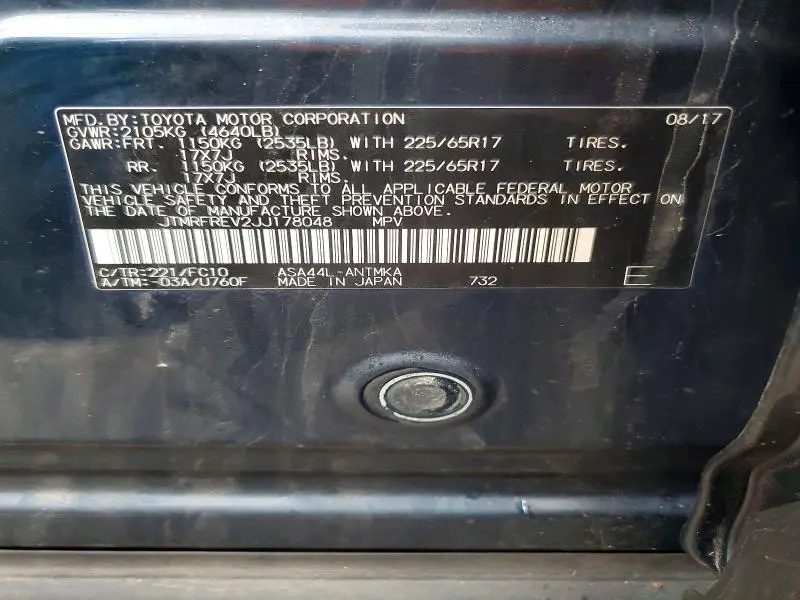 MFD.BY:TOYOTA MOTOR CORPORATION 08/17
GVWR:2105KG (4640LB)
GAWR:FRT. 1150KG (2535LB) WITH 225/65R17 TIRES.
17X7J RIMS.
RR. 1150KG (2535LB) WITH 225/65R17 TIRES.
17X7J RIMS.
THIS VEHICLE CONFORMS TO ALL APPLICABLE FEDERAL MOTOR
VEHICLE SAFETY AND THEFT PREVENTION STANDARDS IN EFFECT ON
THE DATE OF MANUFACTURE SHOWN ABOVE.
JTMRFREV2JJ178048 MPV
C/TR:221/FC10 ASA44L-ANTMKA
A/TM:-03A/U760F MADE IN JAPAN 732 E